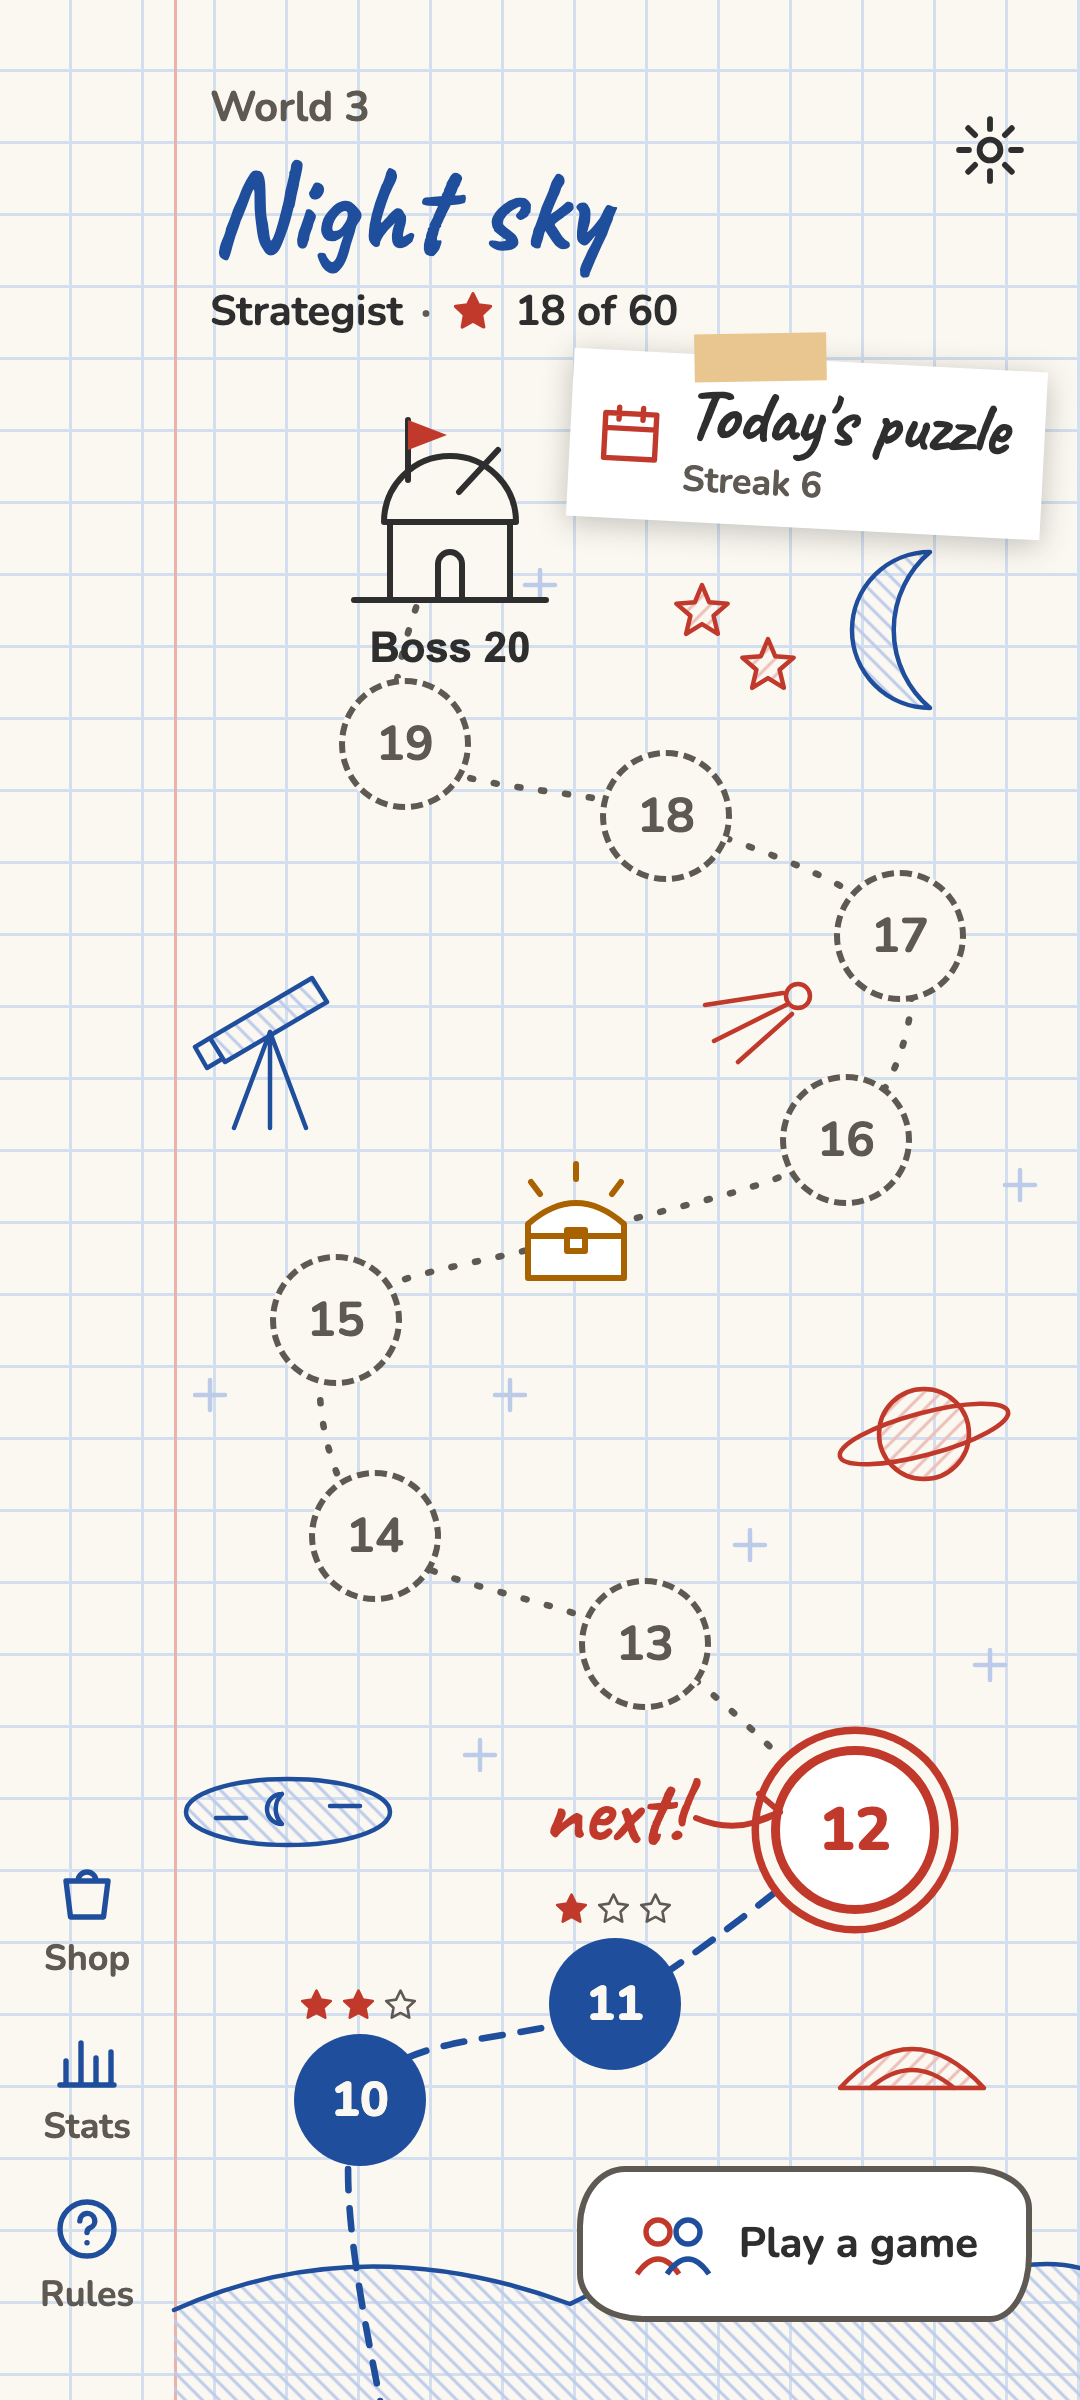 World 3
Night sky
Strategist · 18 of 60
Today's puzzle
Streak 6
Boss 20
19
18
17
16
15
14
13
next!
12
11
10
Shop
Stats
Rules
Play a game